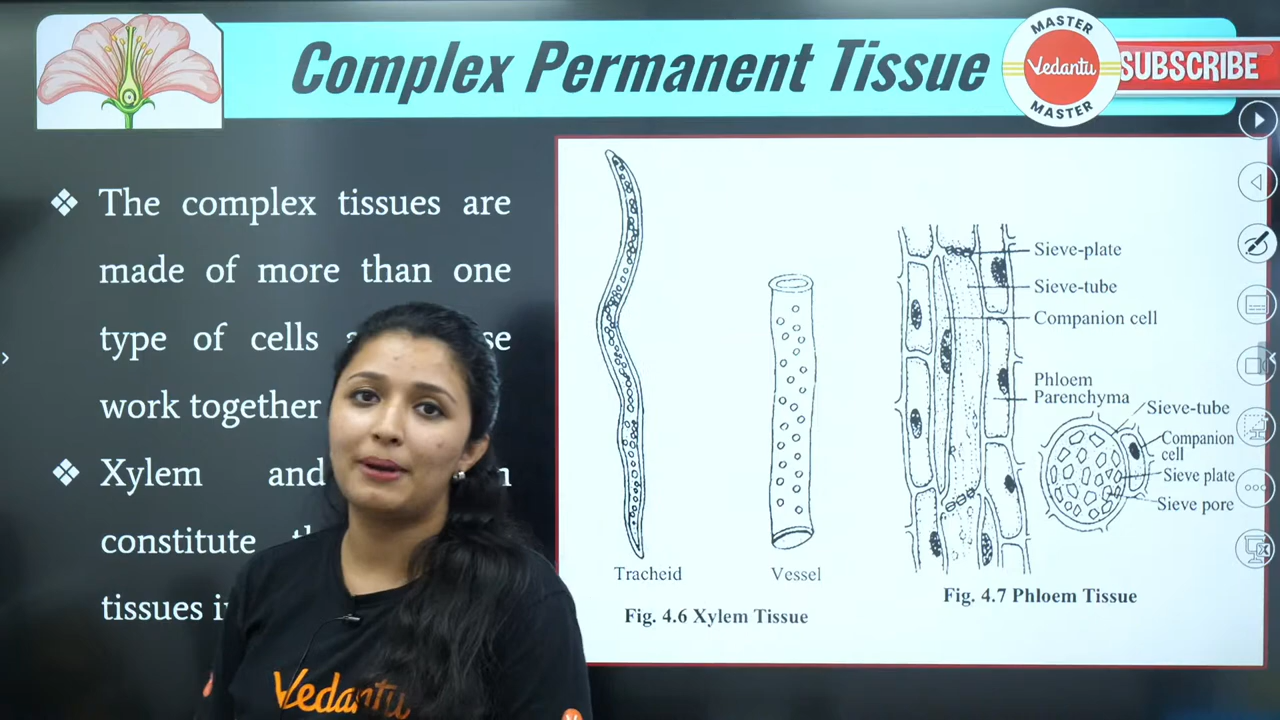 Complex Permanent Tissue
MASTER
Vedantu
MASTER
SUBSCRIBE
❖ The complex tissues are
made of more than one
type of cells
work together
❖ Xylem and
constitute
tissues
Tracheid
Vessel
Fig. 4.6 Xylem Tissue
Sieve-plate
Sieve-tube
Companion cell
Phloem
Parenchyma
Sieve-tube
Companion
cell
Sieve plate
Sieve pore
Fig. 4.7 Phloem Tissue
Vedantu